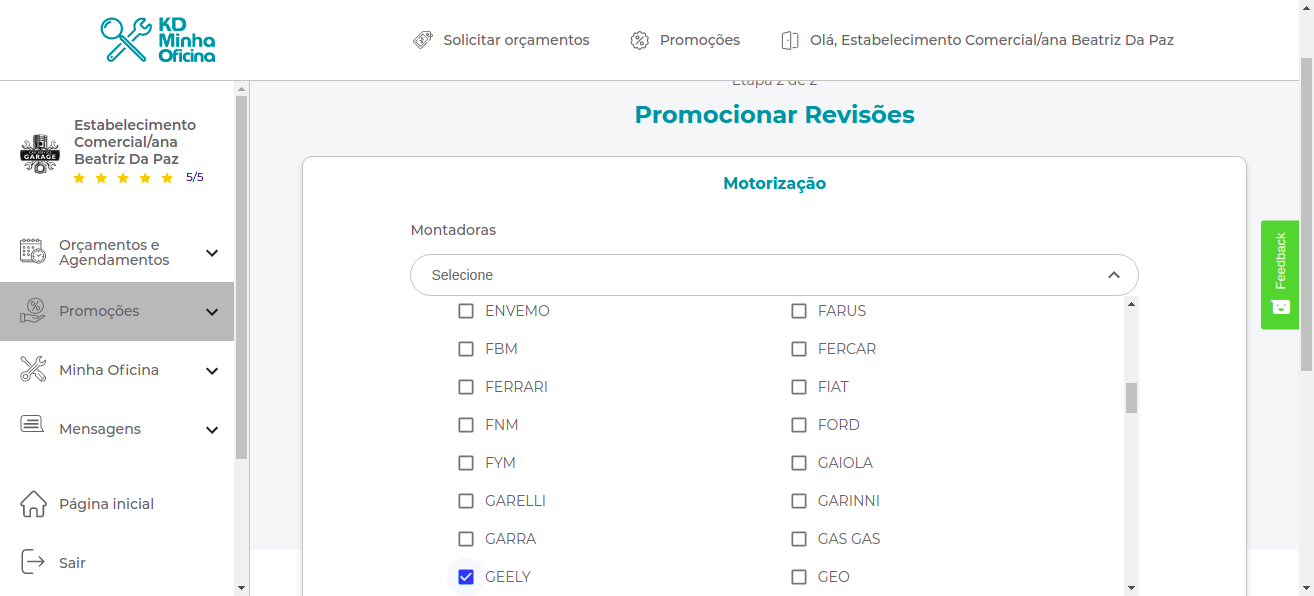 KD
Minha
Oficina
Solicitar orçamentos
Promoções
Olá, Estabelecimento Comercial/ana Beatriz Da Paz
Estabelecimento
Comercial/ana
Beatriz Da Paz
5/5
GARAGE
Orçamentos e
Agendamentos
Promoções
Minha Oficina
Mensagens
Página inicial
Sair
Etapa 2 de 2
Promocionar Revisões
Motorização
Montadoras
Selecione
ENVEMO
FARUS
FBM
FERCAR
FERRARI
FIAT
FNM
FORD
FYM
GAIOLA
GARELLI
GARINNI
GARRA
GAS GAS
GEELY
GEO
Feedback